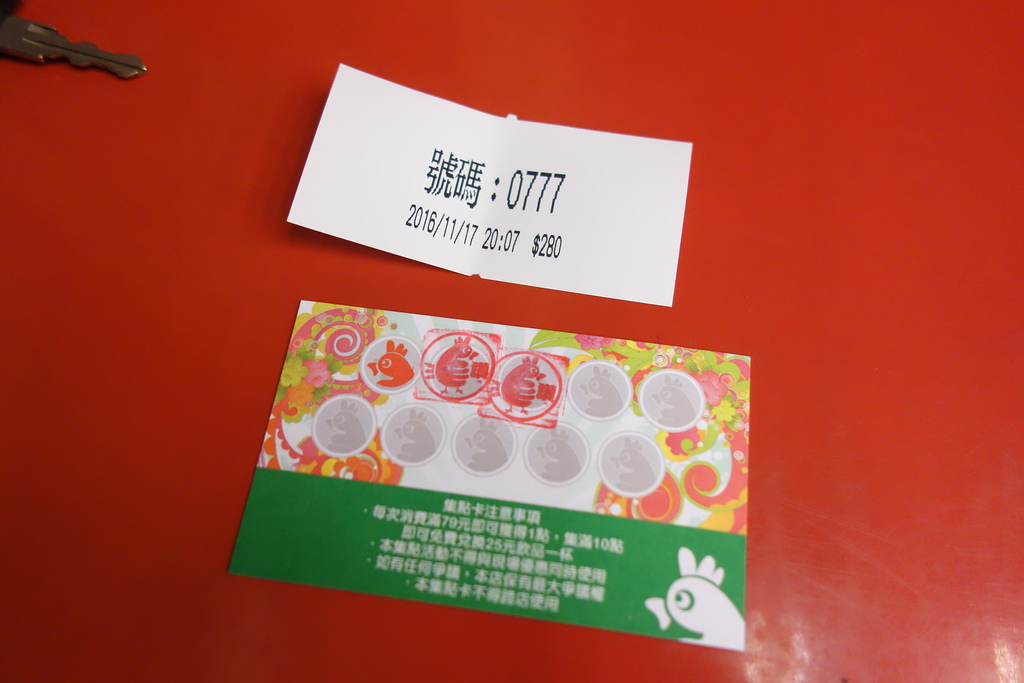 號碼：0777
2016/11/17 20:07 $280
集點卡注意事項
·每次消費滿79元即可獲得1點，集滿10點
即可免費兌換25元飲品一杯
·本集點活動不得與現場優惠同時使用
·如有任何爭議，本店保有最大爭議權
·本集點卡不得跨店使用